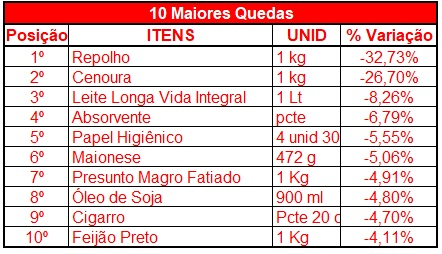 10 Maiores Quedas
Posição ITENS UNID % Variação
1º Repolho 1 kg -32,73%
2º Cenoura 1 kg -26,70%
3º Leite Longa Vida Integral 1 Lt -8,26%
4º Absorvente pcte -6,79%
5º Papel Higiênico 4 unid 30 -5,55%
6º Maionese 472 g -5,06%
7º Presunto Magro Fatiado 1 Kg -4,91%
8º Óleo de Soja 900 ml -4,80%
9º Cigarro Pcte 20 c -4,70%
10º Feijão Preto 1 Kg -4,11%